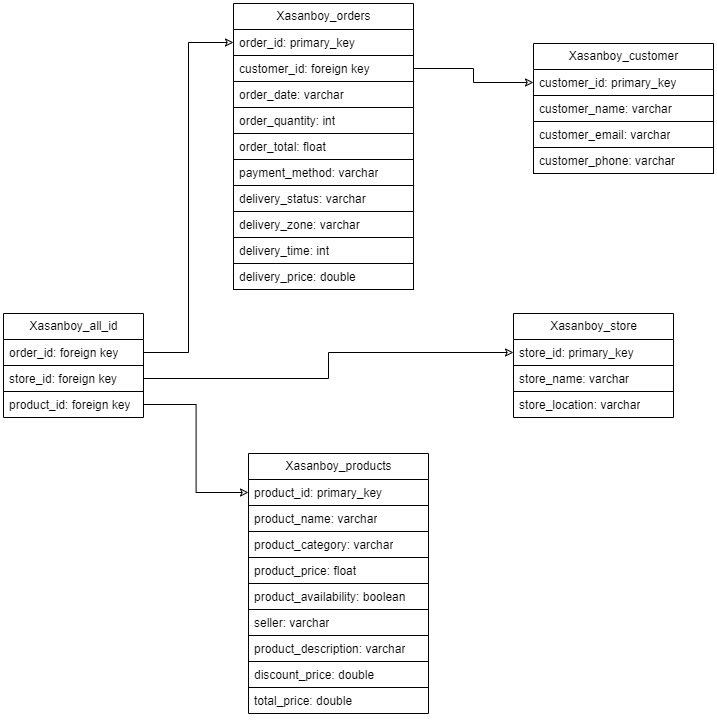 Xasanboy_orders
order_id: primary_key
customer_id: foreign key
order_date: varchar
order_quantity: int
order_total: float
payment_method: varchar
delivery_status: varchar
delivery_zone: varchar
delivery_time: int
delivery_price: double
Xasanboy_customer
customer_id: primary_key
customer_name: varchar
customer_email: varchar
customer_phone: varchar
Xasanboy_all_id
order_id: foreign key
store_id: foreign key
product_id: foreign key
Xasanboy_store
store_id: primary_key
store_name: varchar
store_location: varchar
Xasanboy_products
product_id: primary_key
product_name: varchar
product_category: varchar
product_price: float
product_availability: boolean
seller: varchar
product_description: varchar
discount_price: double
total_price: double